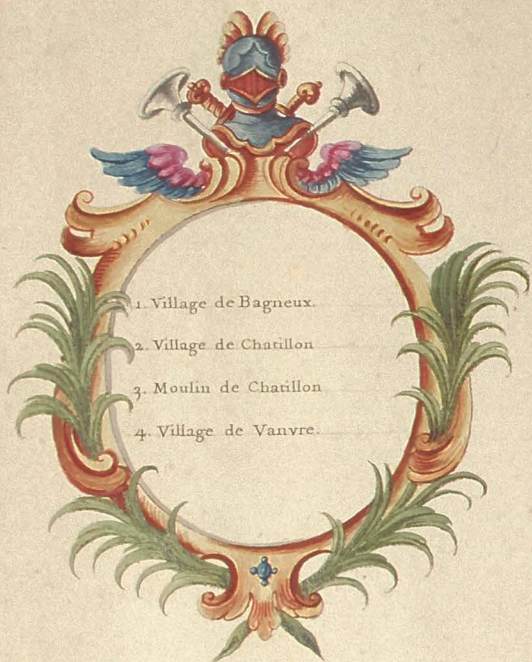 1. Village de Bagneux.
2. Village de Chatillon
3. Moulin de Chatillon
4. Village de Vanvre.